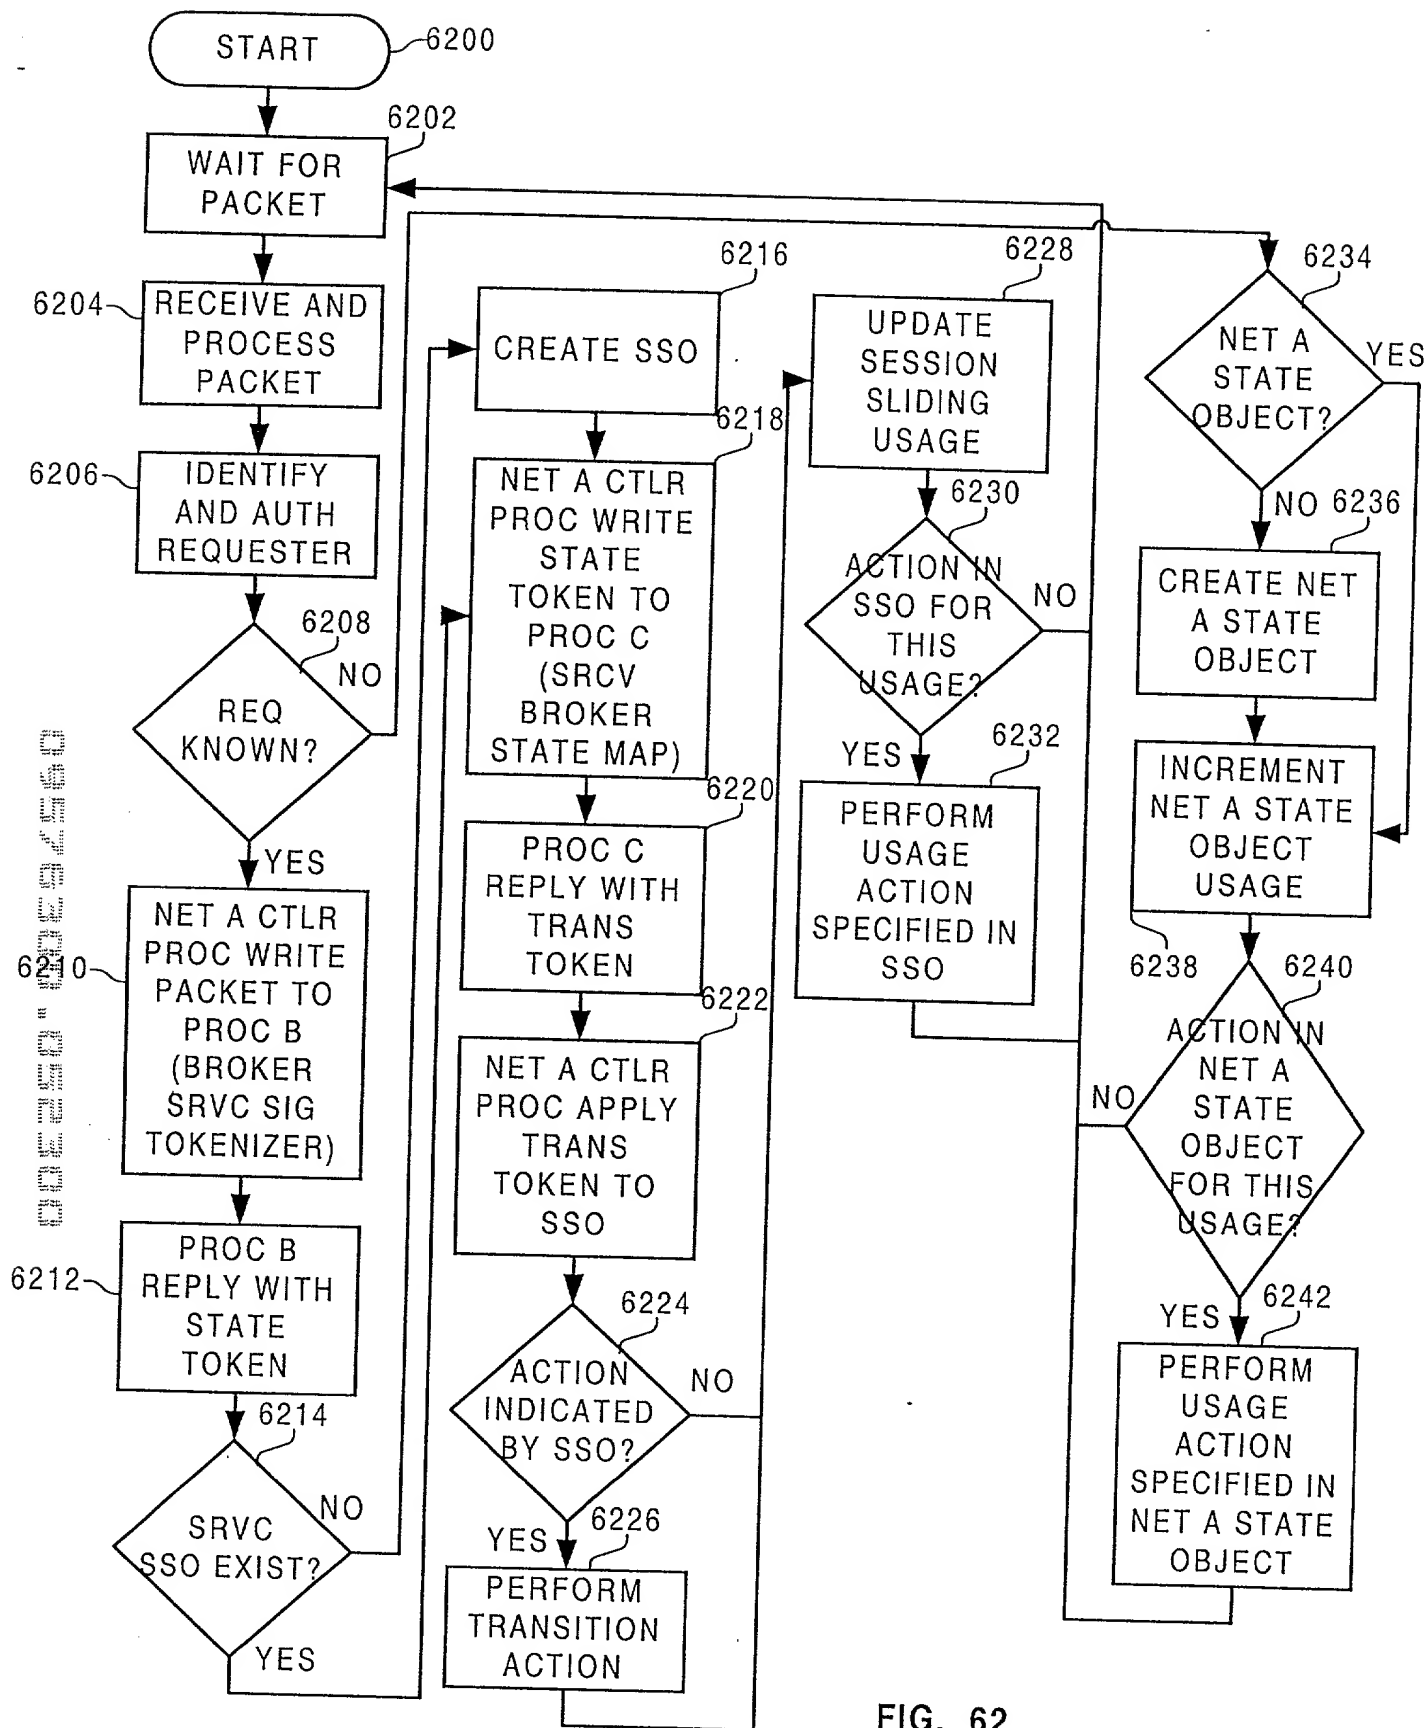 START
6200
6202
WAIT FOR
PACKET
6204
RECEIVE AND
PROCESS
PACKET
6206
IDENTIFY
AND AUTH
REQUESTER
6208
NO
REQ
KNOWN?
YES
6210
NET A CTLR
PROC WRITE
PACKET TO
PROC B
(BROKER
SRVC SIG
TOKENIZER)
6212
PROC B
REPLY WITH
STATE
TOKEN
6214
NO
SRVC
SSO EXIST?
YES
6216
CREATE SSO
6218
NET A CTLR
PROC WRITE
STATE
TOKEN TO
PROC C
(SRCV
BROKER
STATE MAP)
6220
PROC C
REPLY WITH
TRANS
TOKEN
6222
NET A CTLR
PROC APPLY
TRANS
TOKEN TO
SSO
6224
NO
ACTION
INDICATED
BY SSO?
YES
6226
PERFORM
TRANSITION
ACTION
6228
UPDATE
SESSION
SLIDING
USAGE
6230
ACTION IN
SSO FOR
THIS
USAGE?
NO
YES
6232
PERFORM
USAGE
ACTION
SPECIFIED IN
SSO
6234
NET A
STATE
OBJECT?
YES
NO
6236
CREATE NET
A STATE
OBJECT
INCREMENT
NET A STATE
OBJECT
USAGE
6238
6240
ACTION IN
NET A
STATE
OBJECT
FOR THIS
USAGE?
NO
YES
6242
PERFORM
USAGE
ACTION
SPECIFIED IN
NET A STATE
OBJECT
FIG. 62